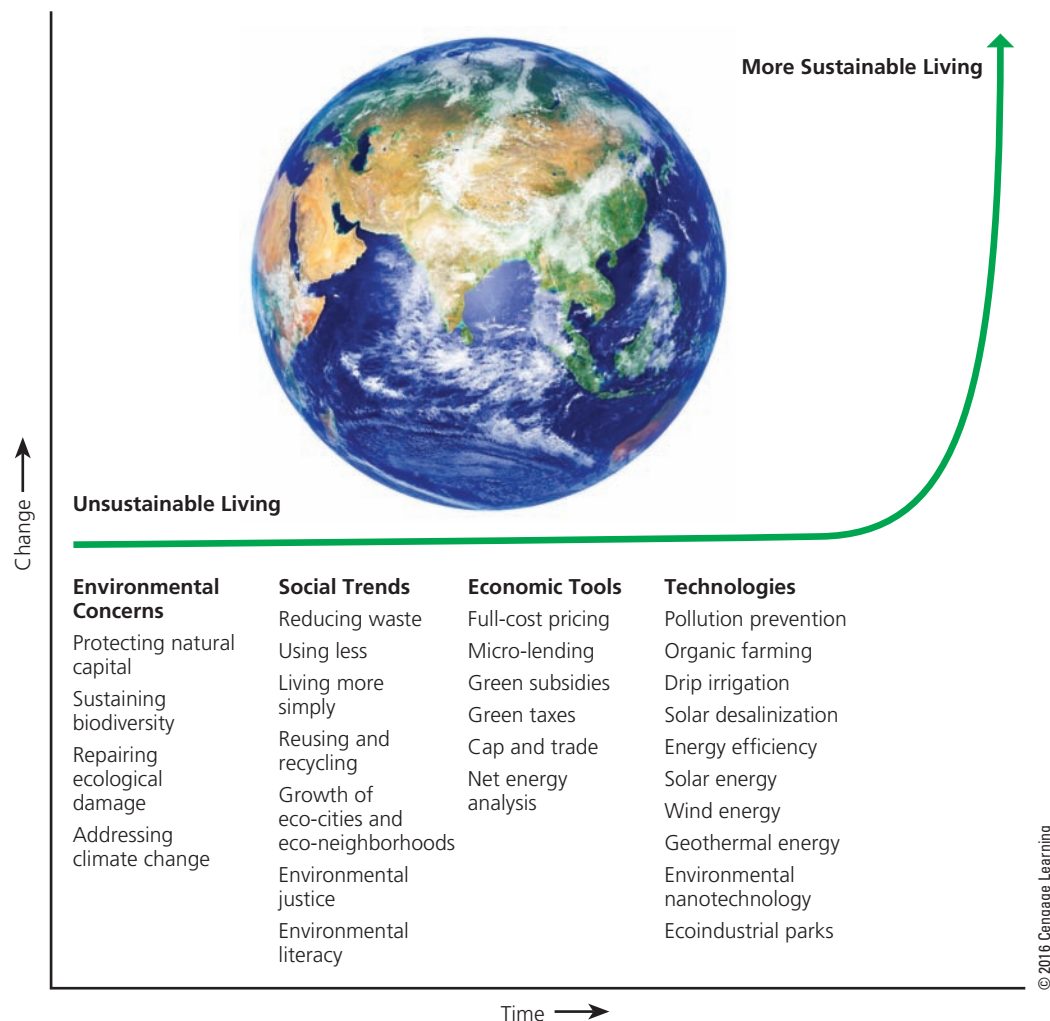 More Sustainable Living
Unsustainable Living
Change
Environmental
Concerns
Protecting natural
capital
Sustaining
biodiversity
Repairing
ecological
damage
Addressing
climate change
Social Trends
Reducing waste
Using less
Living more
simply
Reusing and
recycling
Growth of
eco-cities and
eco-neighborhoods
Environmental
justice
Environmental
literacy
Economic Tools
Full-cost pricing
Micro-lending
Green subsidies
Green taxes
Cap and trade
Net energy
analysis
Technologies
Pollution prevention
Organic farming
Drip irrigation
Solar desalinization
Energy efficiency
Solar energy
Wind energy
Geothermal energy
Environmental
nanotechnology
Ecoindustrial parks
Time
© 2016 Cengage Learning